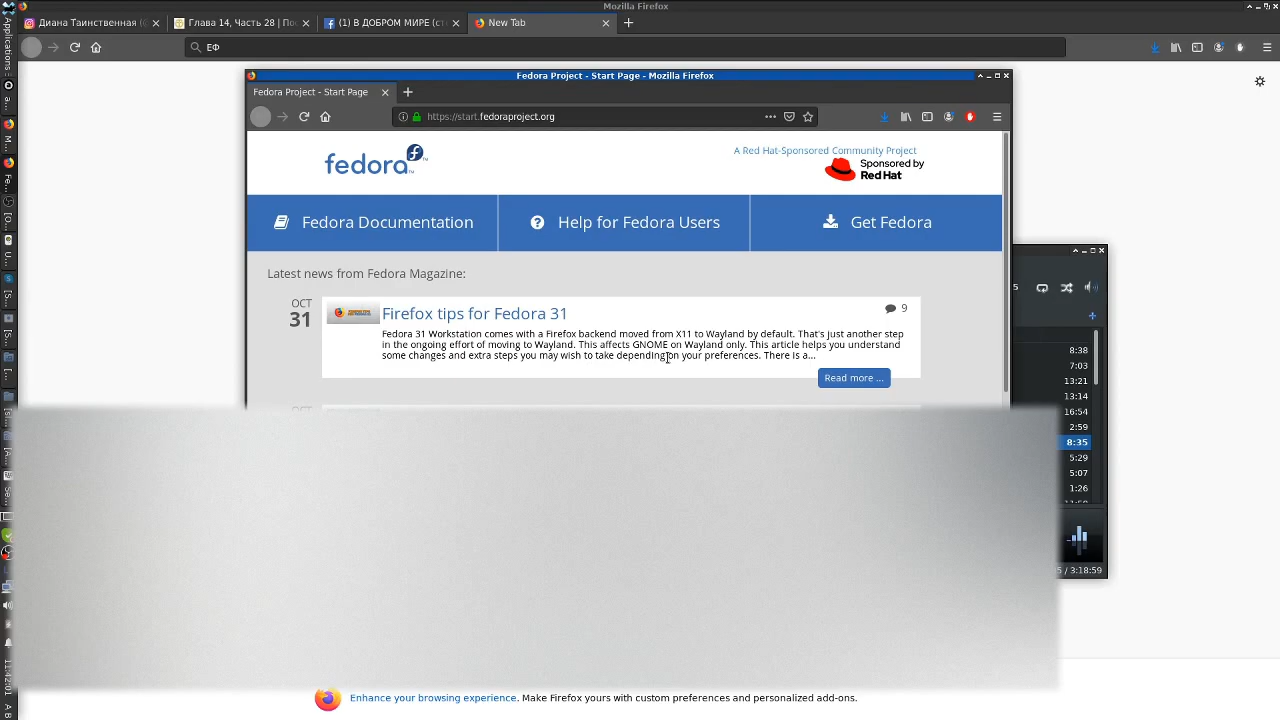 Mozilla Firefox
Диана Таинственная (
Глава 14, Часть 28 | Пос
(1) В ДОБРОМ МИРЕ (ст
New Tab
ЕФ
Applications
Fedora Project - Start Page - Mozilla Firefox
Fedora Project - Start Page
https://start.fedoraproject.org
fedora
A Red Hat-Sponsored Community Project
Sponsored by
Red Hat
Fedora Documentation
Help for Fedora Users
Get Fedora
Latest news from Fedora Magazine:
OCT
31
Firefox tips for Fedora 31
9
Fedora 31 Workstation comes with a Firefox backend moved from X11 to Wayland by default. That's just another step
in the ongoing effort of moving to Wayland. This affects GNOME on Wayland only. This article helps you understand
some changes and extra steps you may wish to take depending on your preferences. There is a...
Read more ...
8:38
7:03
13:21
13:14
16:54
2:59
8:35
5:29
5:07
1:26
/ 3:18:59
11:42:01
Enhance your browsing experience. Make Firefox yours with custom preferences and personalized add-ons.